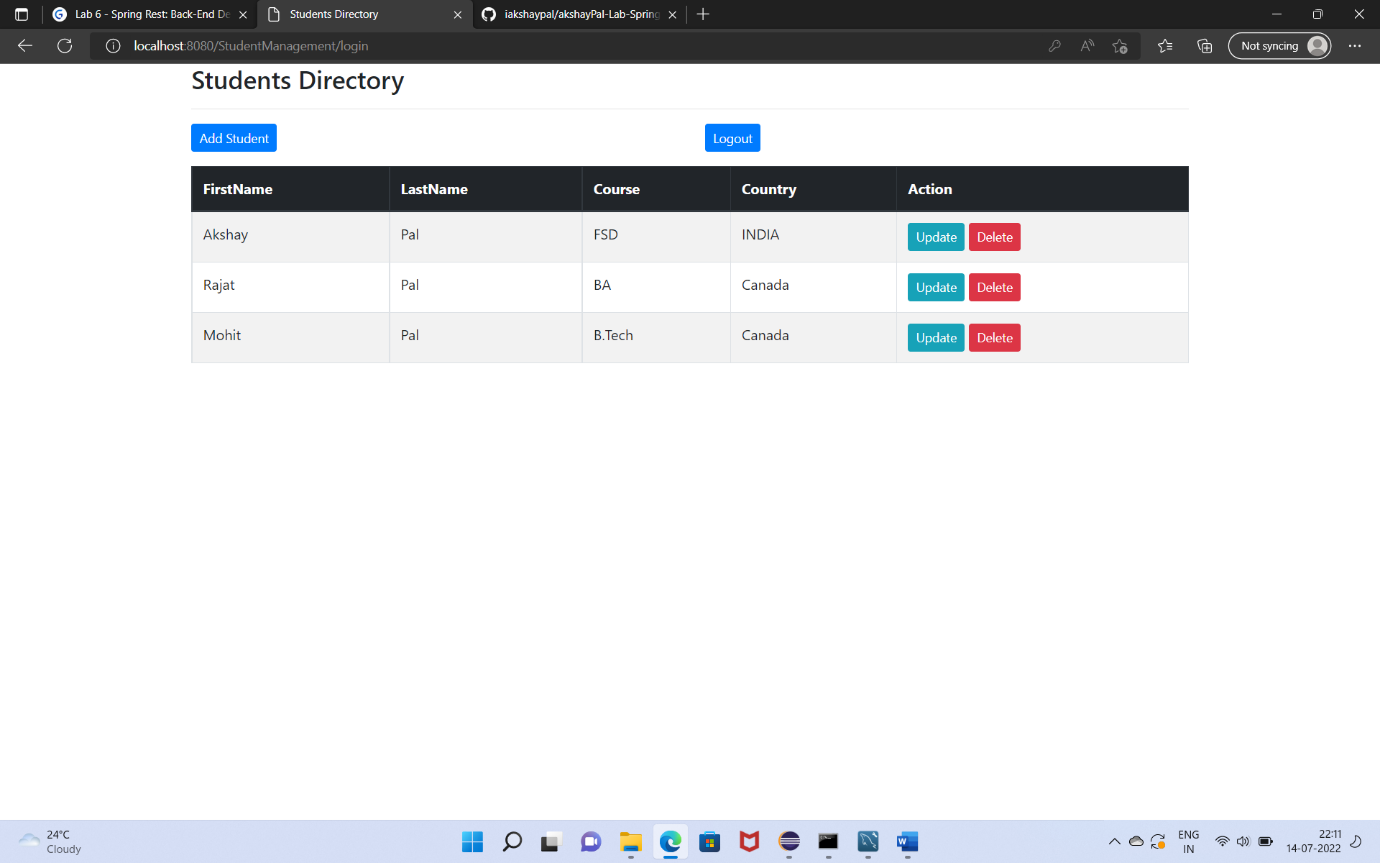 Lab 6 - Spring Rest: Back-End De
Students Directory
iakshaypal/akshayPal-Lab-Spring
localhost:8080/StudentManagement/login
Not syncing
Students Directory
Add Student
Logout
FirstName LastName Course Country Action
Akshay Pal FSD INDIA Update Delete
Rajat Pal BA Canada Update Delete
Mohit Pal B.Tech Canada Update Delete
24°C
Cloudy
ENG
IN
22:11
14-07-2022